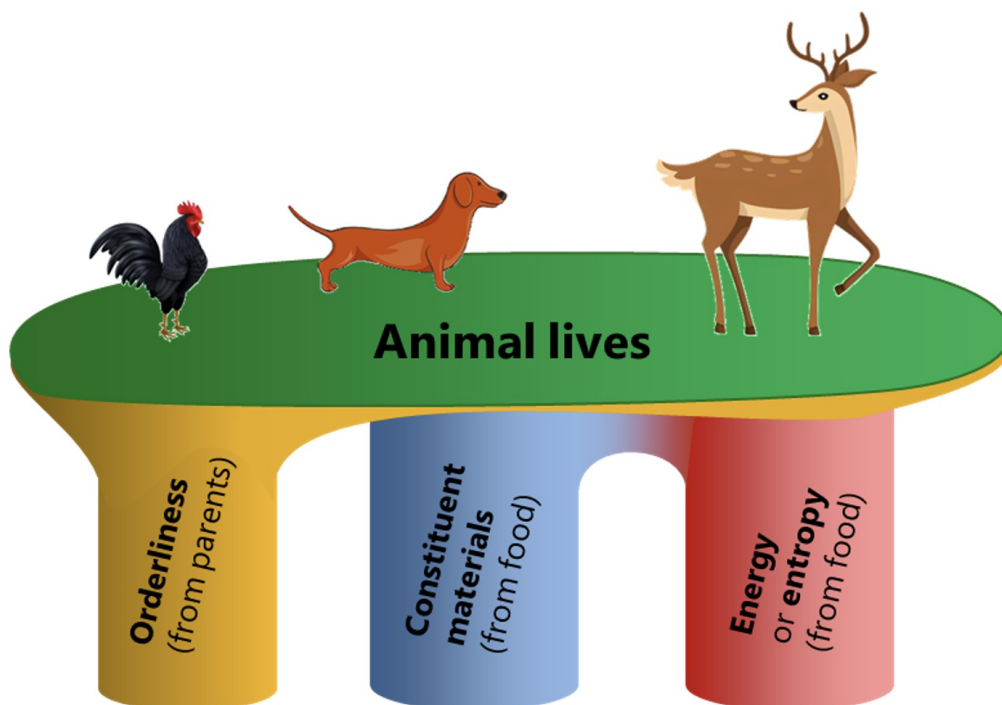 Animal lives
Orderliness
(from parents)
Constituent
materials
(from food)
Energy
or entropy
(from food)